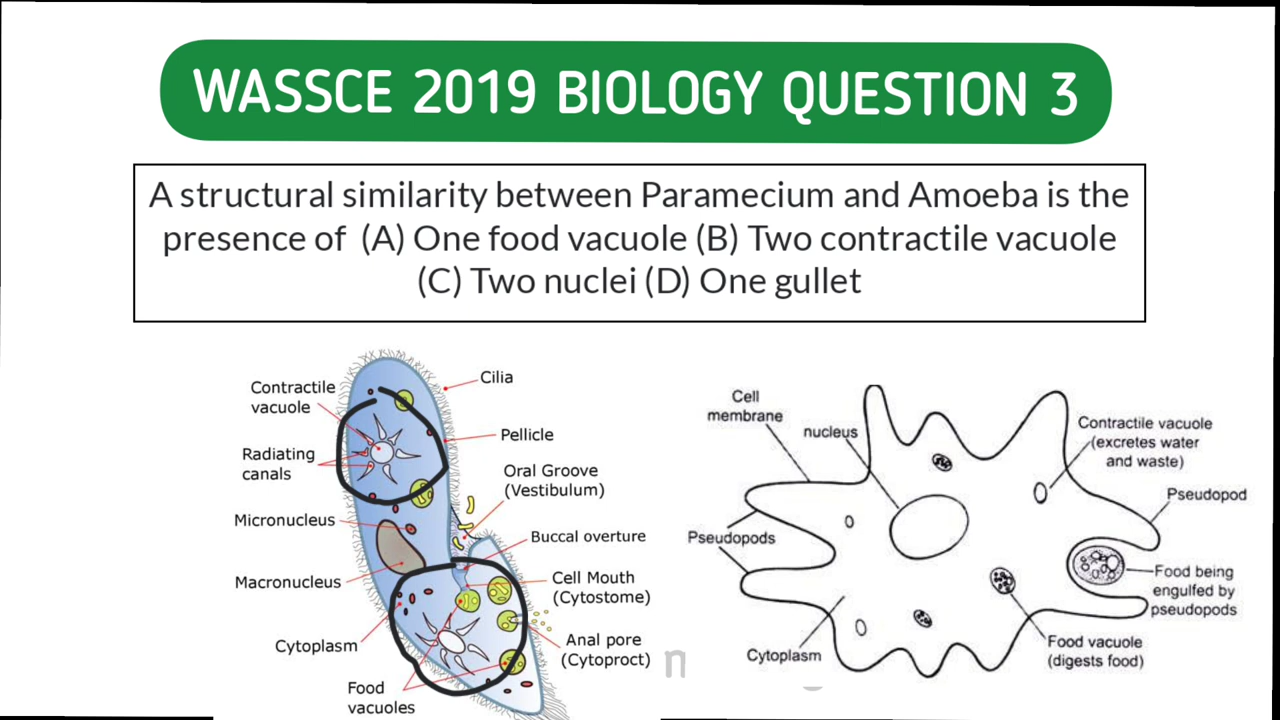 WASSCE 2019 BIOLOGY QUESTION 3
A structural similarity between Paramecium and Amoeba is the
presence of (A) One food vacuole (B) Two contractile vacuole
(C) Two nuclei (D) One gullet
Contractile
vacuole
Radiating
canals
Micronucleus
Macronucleus
Cytoplasm
Food
vacuoles
Cilia
Pellicle
Oral Groove
(Vestibulum)
Buccal overture
Cell Mouth
(Cytostome)
Anal pore
(Cytoproct)
Cell
membrane
nucleus
Pseudopods
Cytoplasm
Contractile vacuole
(excretes water
and waste)
Pseudopod
Food being
engulfed by
pseudopods
Food vacuole
(digests food)